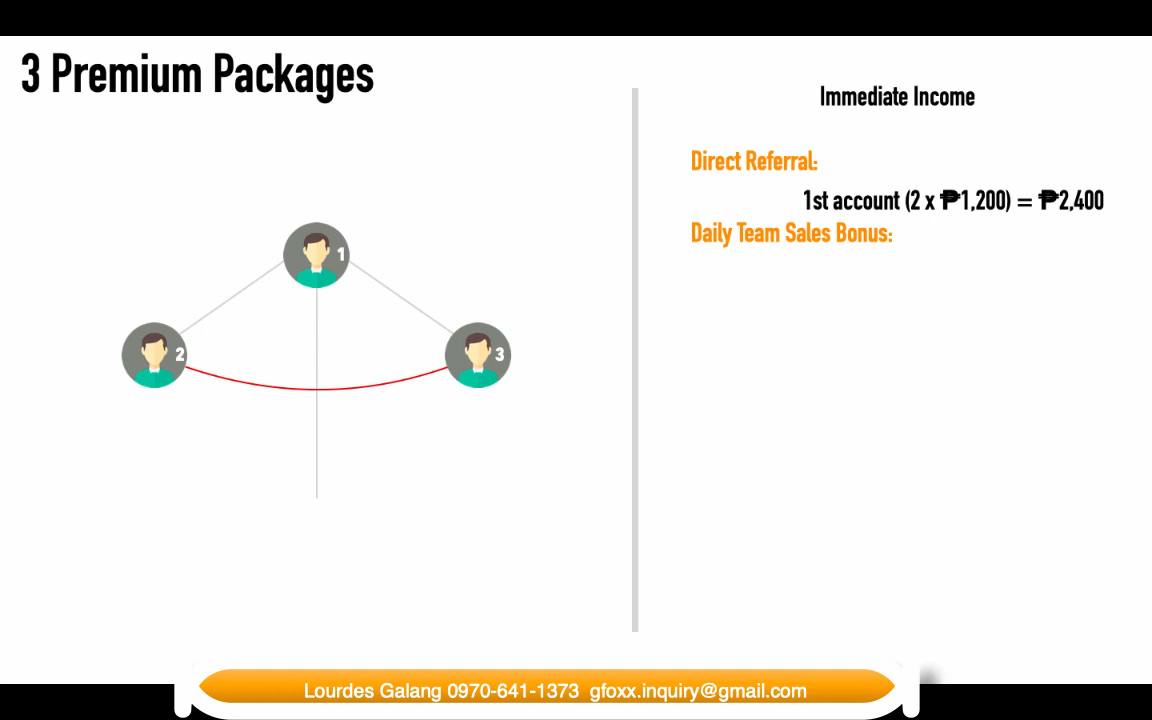 3 Premium Packages
Immediate Income
Direct Referral:
1st account (2 x ₱1,200) = ₱2,400
Daily Team Sales Bonus:
1
2
3
Lourdes Galang 0970-641-1373 gfoxx.inquiry@gmail.com